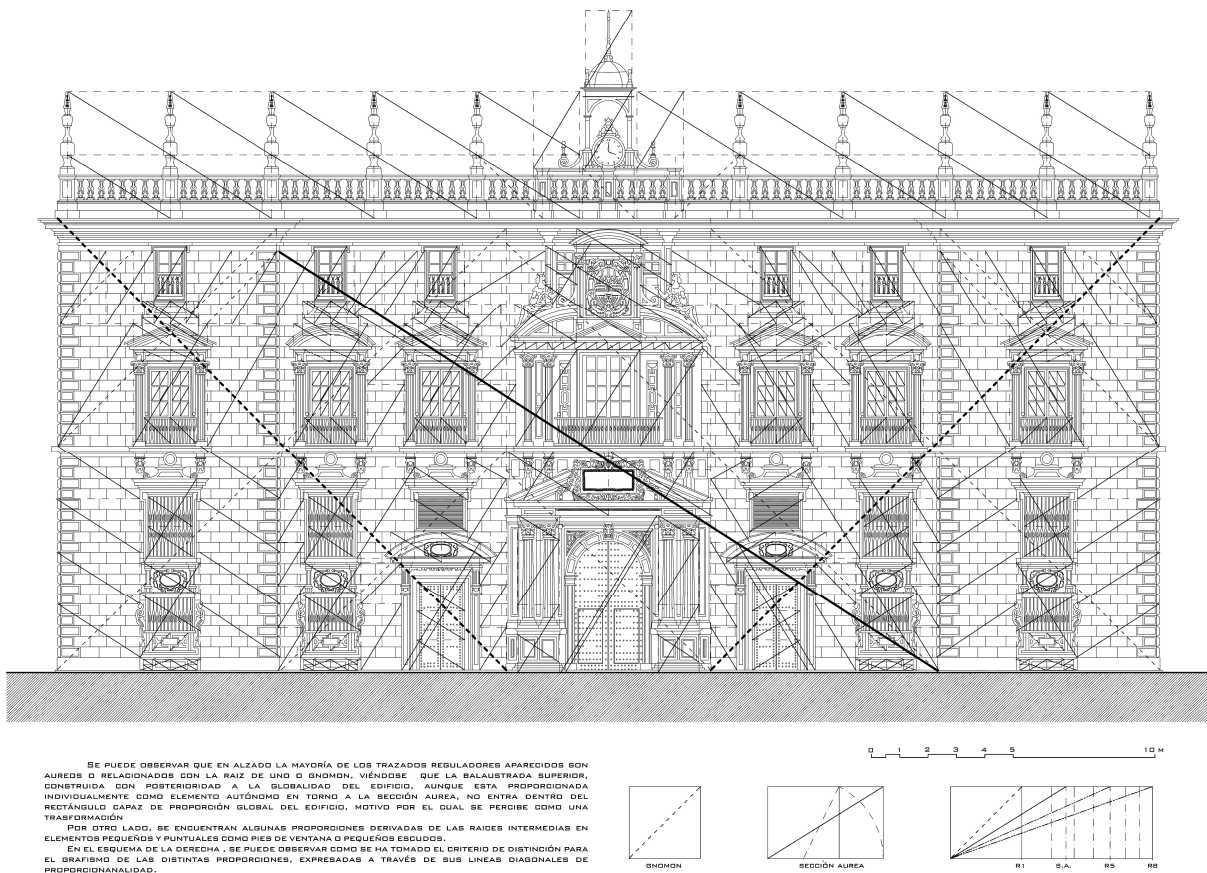 0 1 2 3 4 5 10 M
SE PUEDE OBSERVAR QUE EN ALZADO LA MAYORÍA DE LOS TRAZADOS REGULADORES APARECIDOS SON
AUREOS O RELACIONADOS CON LA RAIZ DE UNO O GNOMON, VIÉNDOSE QUE LA BALAUSTRADA SUPERIOR,
CONSTRUIDA CON POSTERIORIDAD A LA GLOBALIDAD DEL EDIFICIO, AUNQUE ESTA PROPORCIONADA
INDIVIDUALMENTE COMO ELEMENTO AUTÓNOMO EN TORNO A LA SECCIÓN AUREA, NO ENTRA DENTRO DEL
RECTÁNGULO CAPAZ DE PROPORCIÓN GLOBAL DEL EDIFICIO, MOTIVO POR EL CUAL SE PERCISE COMO UNA
TRASFORMACIÓN
POR OTRO LADO, SE ENCUENTRAN ALGUNAS PROPORCIONES DERIVADAS DE LAS RAICES INTERMEDIAS EN
ELEMENTOS PEQUEÑOS Y PUNTUALES COMO PIES DE VENTANA O PEQUEÑOS ESCUDOS.
EN EL ESQUEMA DE LA DERECHA , SE PUEDE OBSERVAR COMO SE HA TOMADO EL CRITERIO DE DISTINCIÓN PARA
EL GRAFISMO DE LAS DISTINTAS PROPORCIONES, EXPRESADAS A TRAVÉS DE SUS LINEAS DIAGONALES DE
PROPORCIONANALIDAD.
GNOMON
SECCIÓN AUREA
R1 S.A. R5 R8